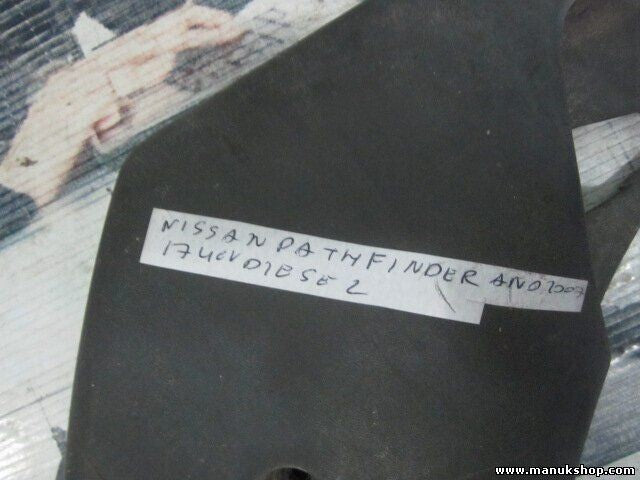 NISSAN PATHFINDER ANO 2007
174CV DIESEL
www.manukshop.com